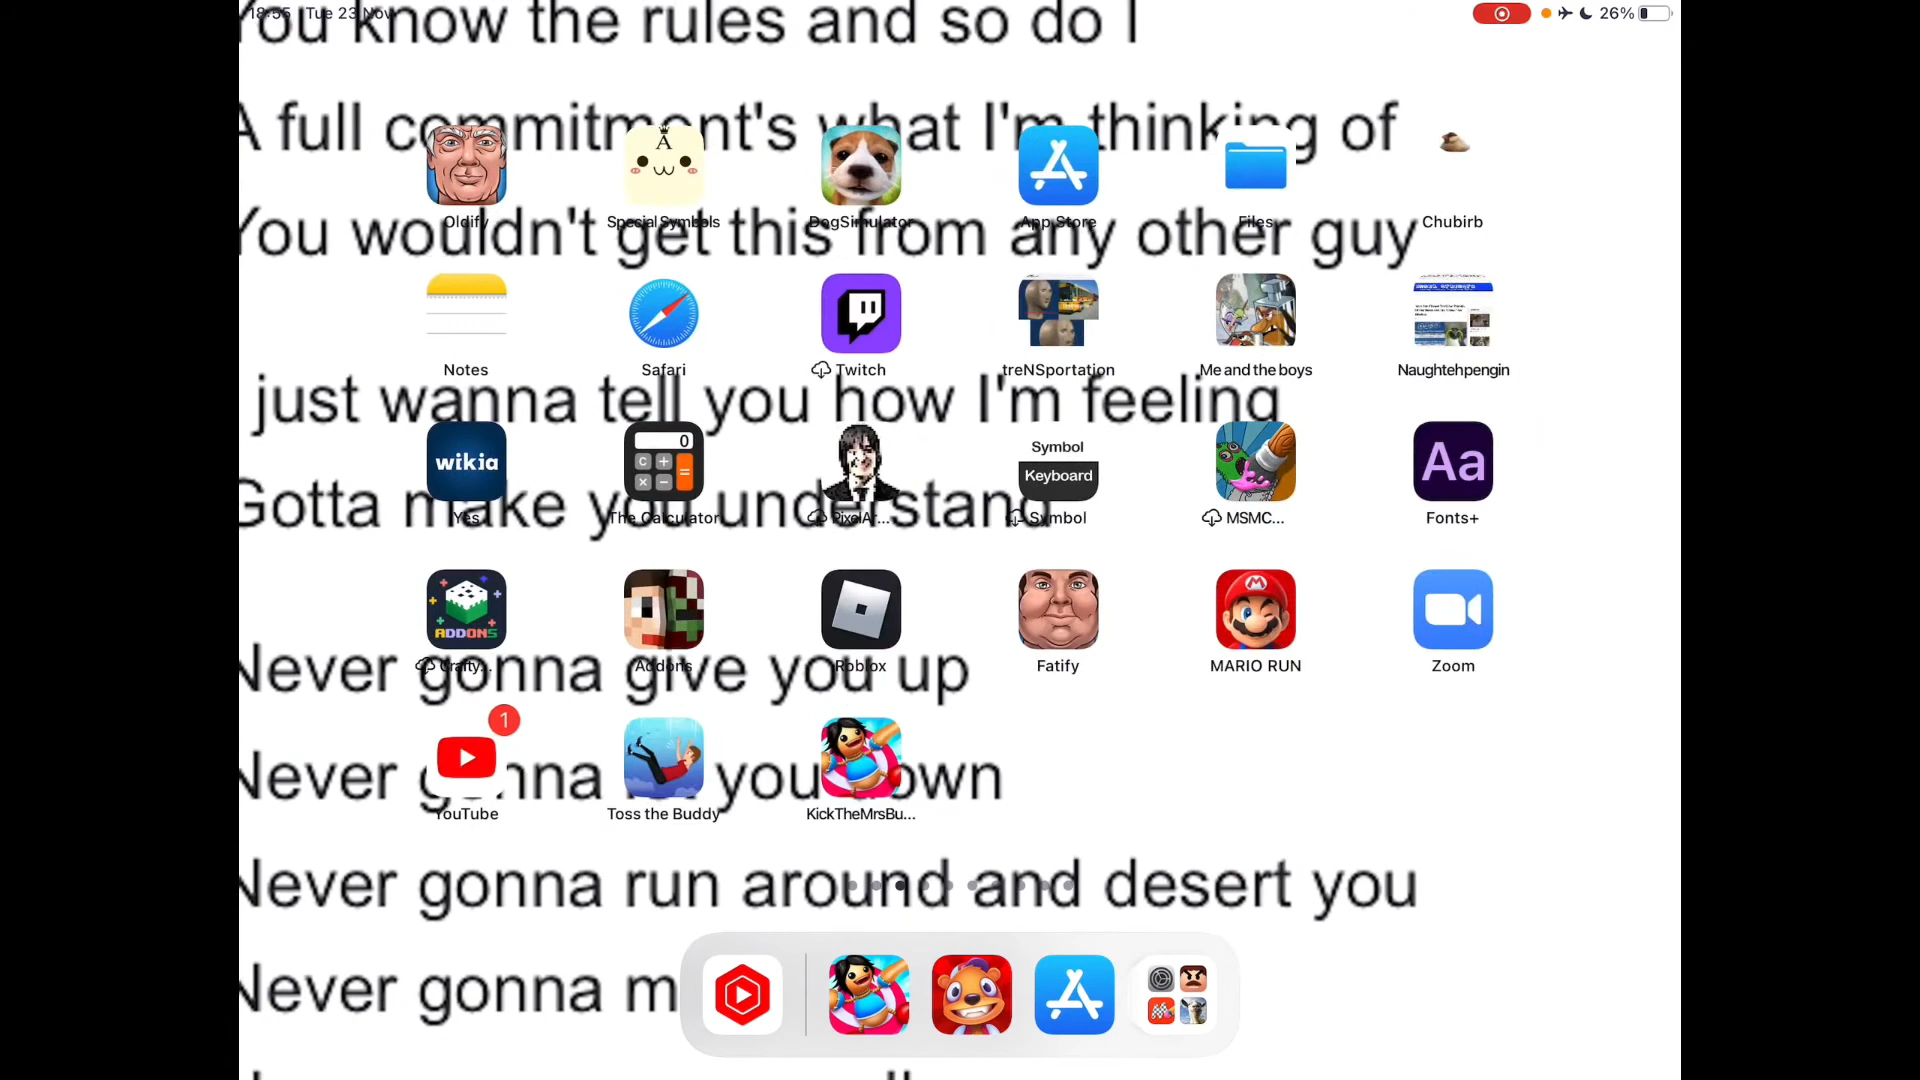 18:55 Tue 23 Nov
26%
You know the rules and so do I
A full commitment's what I'm thinking of
A
Oldify Special Symbols DogSimulator App Store Files Chubirb
You wouldn't get this from any other guy
Notes Safari Twitch treNSportation Me and the boys Naughtehpengin
just wanna tell you how I'm feeling
wikia 0 Symbol Keyboard Aa
C + = × −
Gotta make you understand
Yes The Calculator PixelAr... Symbol MSMC... Fonts+
ADDONS
Crafty... Addons Roblox Fatify MARIO RUN Zoom
Never gonna give you up
1
Never gonna you down
YouTube Toss the Buddy KickTheMrsBu...
Never gonna run around and desert you
Never gonna m